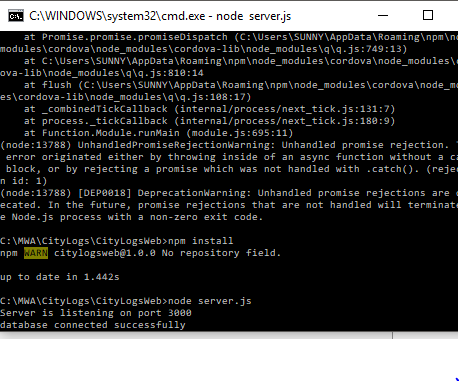 C:\WINDOWS\system32\cmd.exe - node server.js
at Promise.promise.promiseDispatch (C:\Users\SUNNY\AppData\Roaming\npm\n
modules\cordova\node_modules\cordova-lib\node_modules\q\q.js:749:13)
at C:\Users\SUNNY\AppData\Roaming\npm\node_modules\cordova\node_modules\
ova-lib\node_modules\q\q.js:810:14
at flush (C:\Users\SUNNY\AppData\Roaming\npm\node_modules\cordova\node_mod
es\cordova-lib\node_modules\q\q.js:108:17)
at _combinedTickCallback (internal/process/next_tick.js:131:7)
at process._tickCallback (internal/process/next_tick.js:180:9)
at Function.Module.runMain (module.js:695:11)
(node:13788) UnhandledPromiseRejectionWarning: Unhandled promise rejection.
error originated either by throwing inside of an async function without a ca
block, or by rejecting a promise which was not handled with .catch(). (rejec
n id: 1)
(node:13788) [DEP0018] DeprecationWarning: Unhandled promise rejections are
ecated. In the future, promise rejections that are not handled will terminate
e Node.js process with a non-zero exit code.
C:\MWA\CityLogs\CityLogsWeb>npm install
npm WARN citylogsweb@1.0.0 No repository field.
up to date in 1.442s
C:\MWA\CityLogs\CityLogsWeb>node server.js
Server is listening on port 3000
database connected successfully